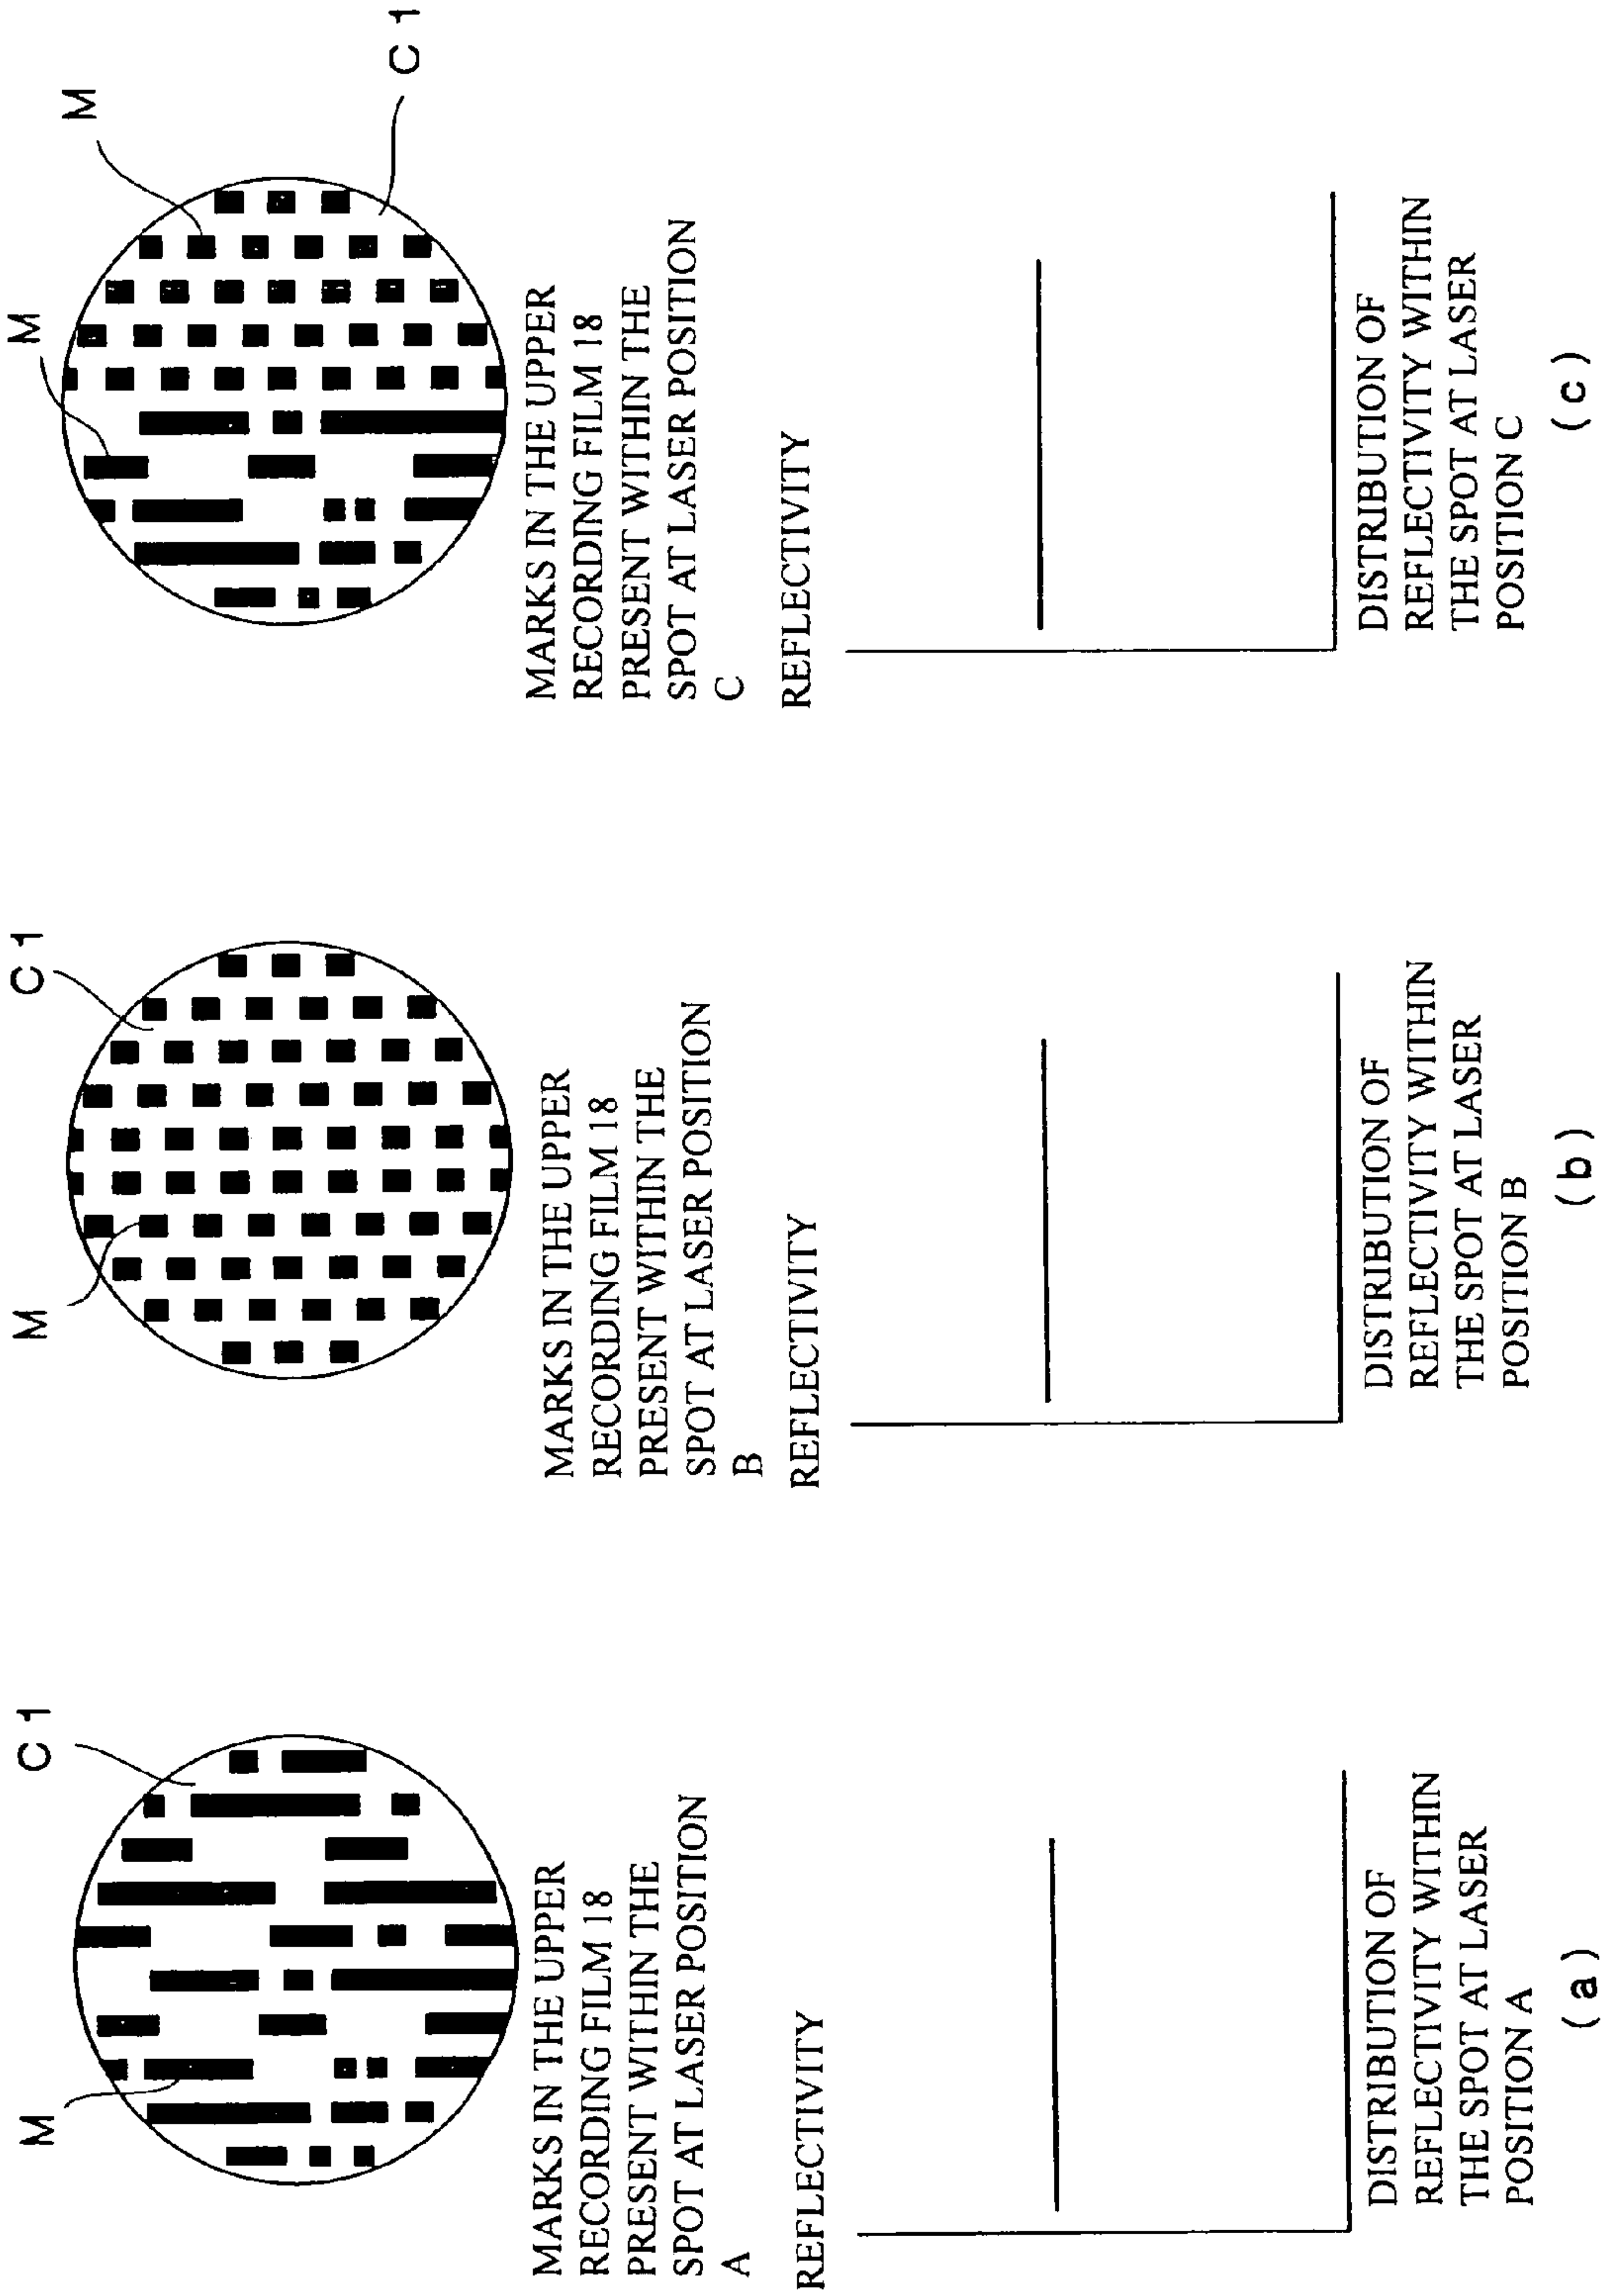 M
C 1
MARKS IN THE UPPER
RECORDING FILM 18
PRESENT WITHIN THE
SPOT AT LASER POSITION
A
REFLECTIVITY
DISTRIBUTION OF
REFLECTIVITY WITHIN
THE SPOT AT LASER
POSITION A
(a)
M
C 1
MARKS IN THE UPPER
RECORDING FILM 18
PRESENT WITHIN THE
SPOT AT LASER POSITION
B
REFLECTIVITY
DISTRIBUTION OF
REFLECTIVITY WITHIN
THE SPOT AT LASER
POSITION B
(b)
M
M
C 1
MARKS IN THE UPPER
RECORDING FILM 18
PRESENT WITHIN THE
SPOT AT LASER POSITION
C
REFLECTIVITY
DISTRIBUTION OF
REFLECTIVITY WITHIN
THE SPOT AT LASER
POSITION C
(c)